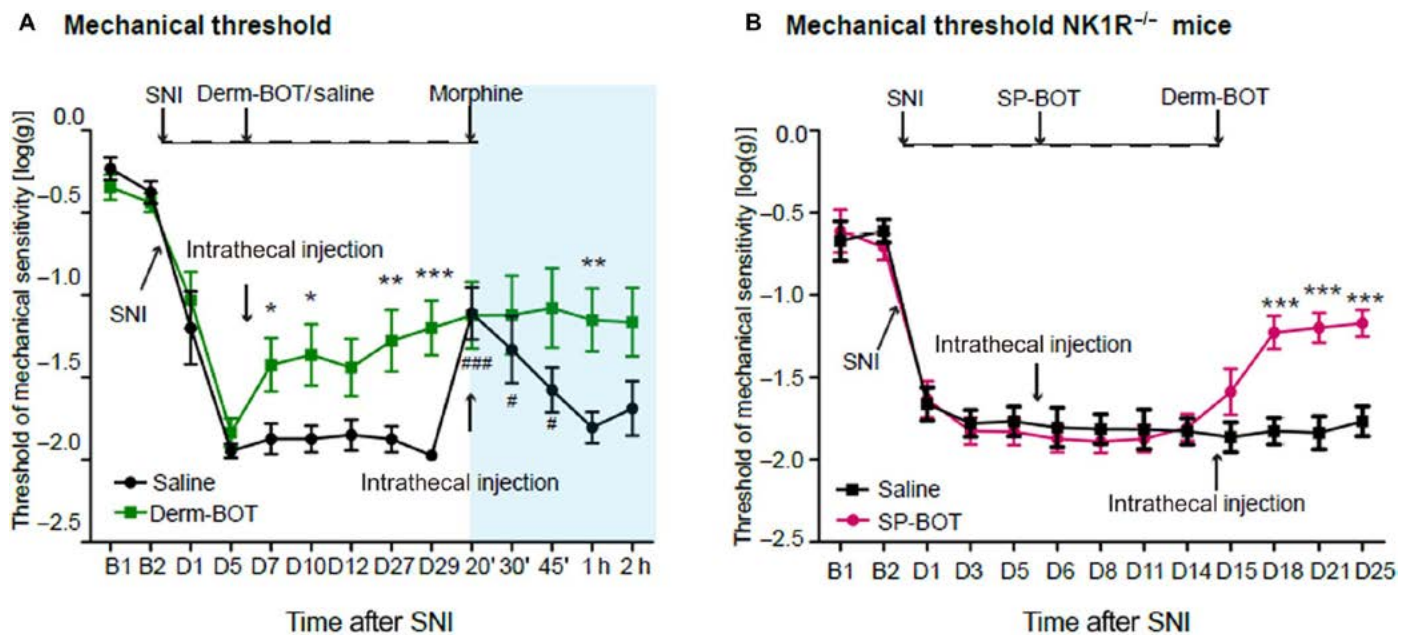 A Mechanical threshold
SNI Derm-BOT/saline Morphine
0.0
−0.5
−1.0
−1.5
−2.0
−2.5
Threshold of mechanical sensitivity [log(g)]
Intrathecal injection
SNI
* * ** *** **
###
#
#
Intrathecal injection
Saline
Derm-BOT
B1 B2 D1 D5 D7 D10 D12 D27 D29 20' 30' 45' 1 h 2 h
Time after SNI
B Mechanical threshold NK1R−/− mice
SNI SP-BOT Derm-BOT
0.0
−0.5
−1.0
−1.5
−2.0
−2.5
Threshold of mechanical sensitivity [log(g)]
*** *** ***
Intrathecal injection
SNI
Intrathecal injection
Saline
SP-BOT
B1 B2 D1 D3 D5 D6 D8 D11 D14 D15 D18 D21 D25
Time after SNI